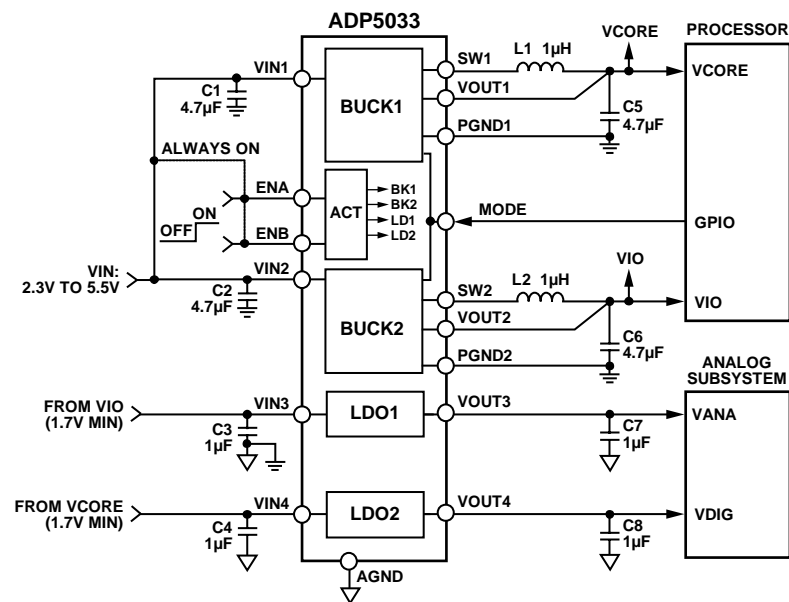 ADP5033
PROCESSOR
VIN1
C1
4.7µF
BUCK1
SW1
L1 1µH
VCORE
VCORE
VOUT1
C5
4.7µF
PGND1
ALWAYS ON
ENA
ACT
BK1
BK2
LD1
LD2
MODE
GPIO
OFF
ON
ENB
VIN:
2.3V TO 5.5V
VIN2
C2
4.7µF
BUCK2
SW2
L2 1µH
VIO
VIO
VOUT2
C6
4.7µF
PGND2
ANALOG
SUBSYSTEM
FROM VIO
(1.7V MIN)
VIN3
C3
1µF
LDO1
VOUT3
C7
1µF
VANA
FROM VCORE
(1.7V MIN)
VIN4
C4
1µF
LDO2
VOUT4
C8
1µF
VDIG
AGND